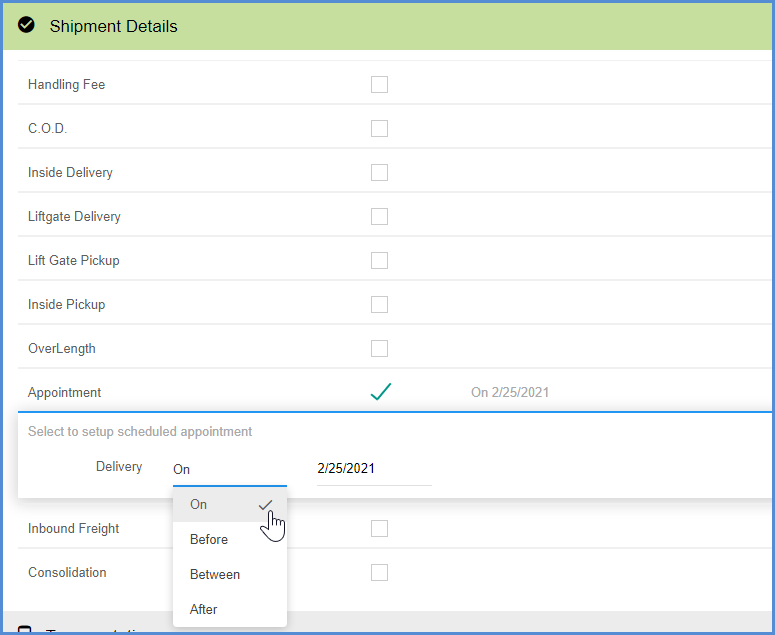 Shipment Details
Handling Fee
C.O.D.
Inside Delivery
Liftgate Delivery
Lift Gate Pickup
Inside Pickup
OverLength
Appointment On 2/25/2021
Select to setup scheduled appointment
Delivery On 2/25/2021
On
Before
Between
After
Inbound Freight
Consolidation